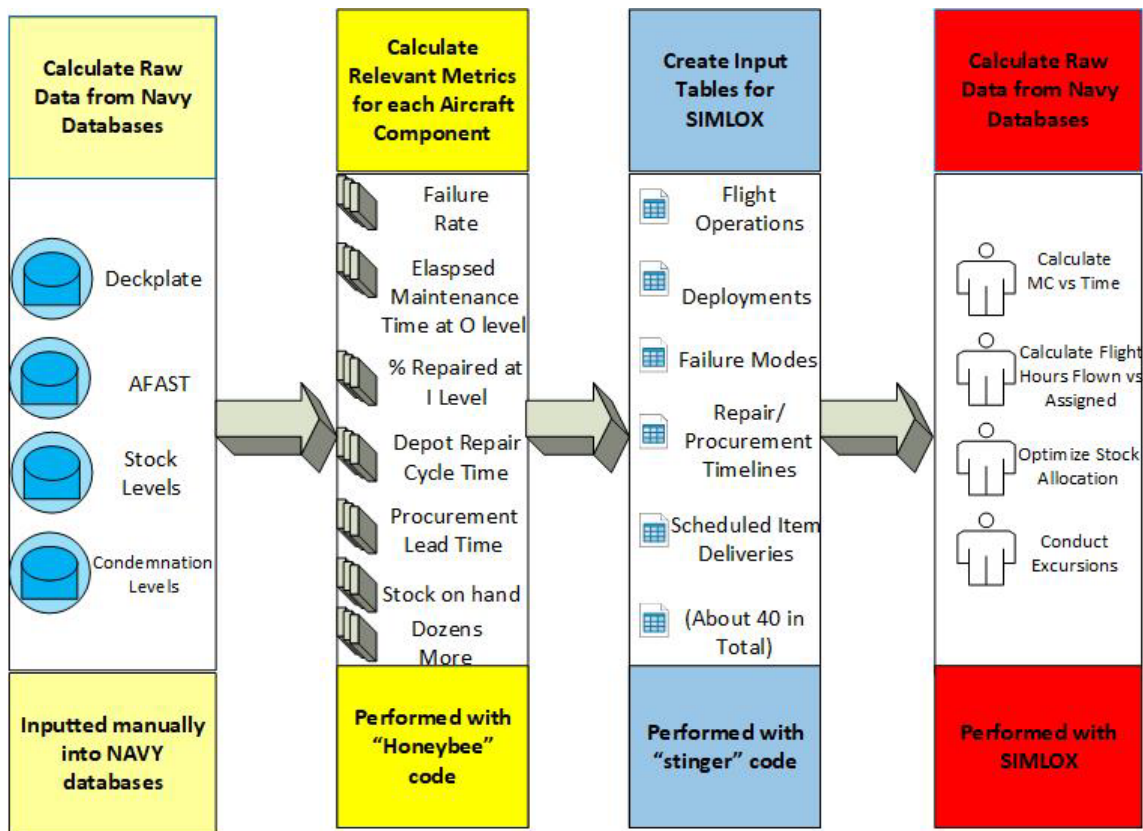 Calculate Raw
Data from Navy
Databases
Deckplate
AFAST
Stock
Levels
Condemnation
Levels
Inputted manually
into NAVY
databases
Calculate
Relevant Metrics
for each Aircraft
Component
Failure
Rate
Elaspsed
Maintenance
Time at O level
% Repaired at
I Level
Depot Repair
Cycle Time
Procurement
Lead Time
Stock on hand
Dozens
More
Performed with
“Honeybee”
code
Create Input
Tables for
SIMLOX
Flight
Operations
Deployments
Failure Modes
Repair/
Procurement
Timelines
Scheduled Item
Deliveries
(About 40 in
Total)
Performed with
“stinger” code
Calculate Raw
Data from Navy
Databases
Calculate
MC vs Time
Calculate Flight
Hours Flown vs
Assigned
Optimize Stock
Allocation
Conduct
Excursions
Performed with
SIMLOX